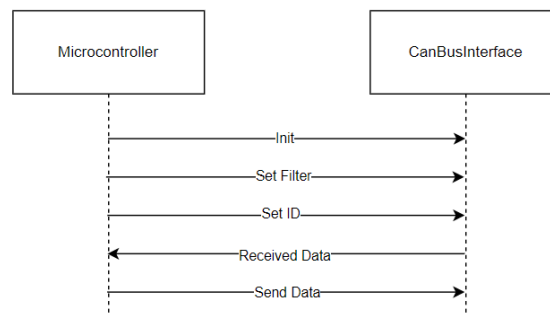 Microcontroller
CanBusInterface
Init
Set Filter
Set ID
Received Data
Send Data